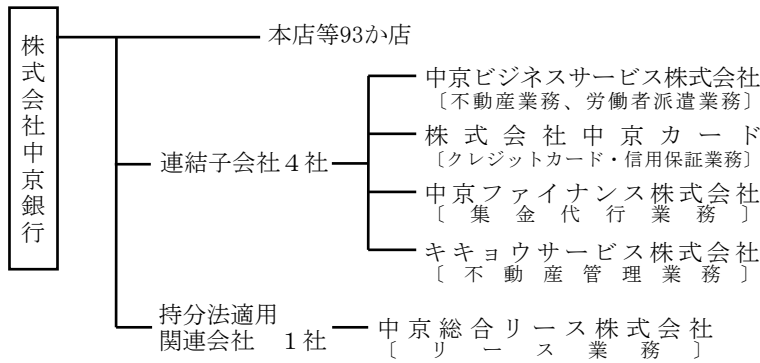 株式会社中京銀行
本店等93か店
連結子会社４社
中京ビジネスサービス株式会社
〔不動産業務、労働者派遣業務〕
株式会社中京カード
〔クレジットカード・信用保証業務〕
中京ファイナンス株式会社
〔集金代行業務〕
キキョウサービス株式会社
〔不動産管理業務〕
持分法適用
関連会社　１社
中京総合リース株式会社
〔リース業務〕